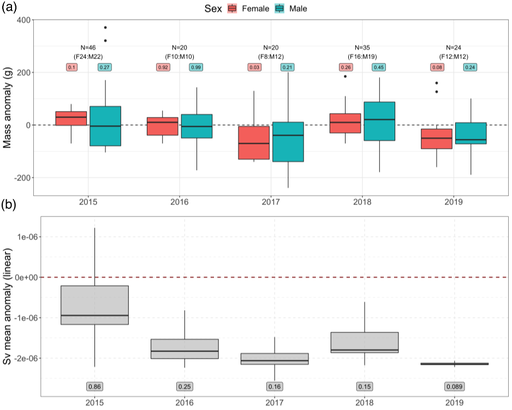 (a)
Sex Female Male
400
200
0
-200
Mass anomaly (g)
N=46 N=20 N=20 N=35 N=24
(F24:M22) (F10:M10) (F8:M12) (F16:M19) (F12:M12)
0.1 0.27 0.92 0.99 0.03 0.21 0.26 0.45 0.08 0.24
2015 2016 2017 2018 2019
(b)
1e-06
0e+00
-1e-06
-2e-06
Sv mean anomaly (linear)
0.86 0.25 0.16 0.15 0.089
2015 2016 2017 2018 2019